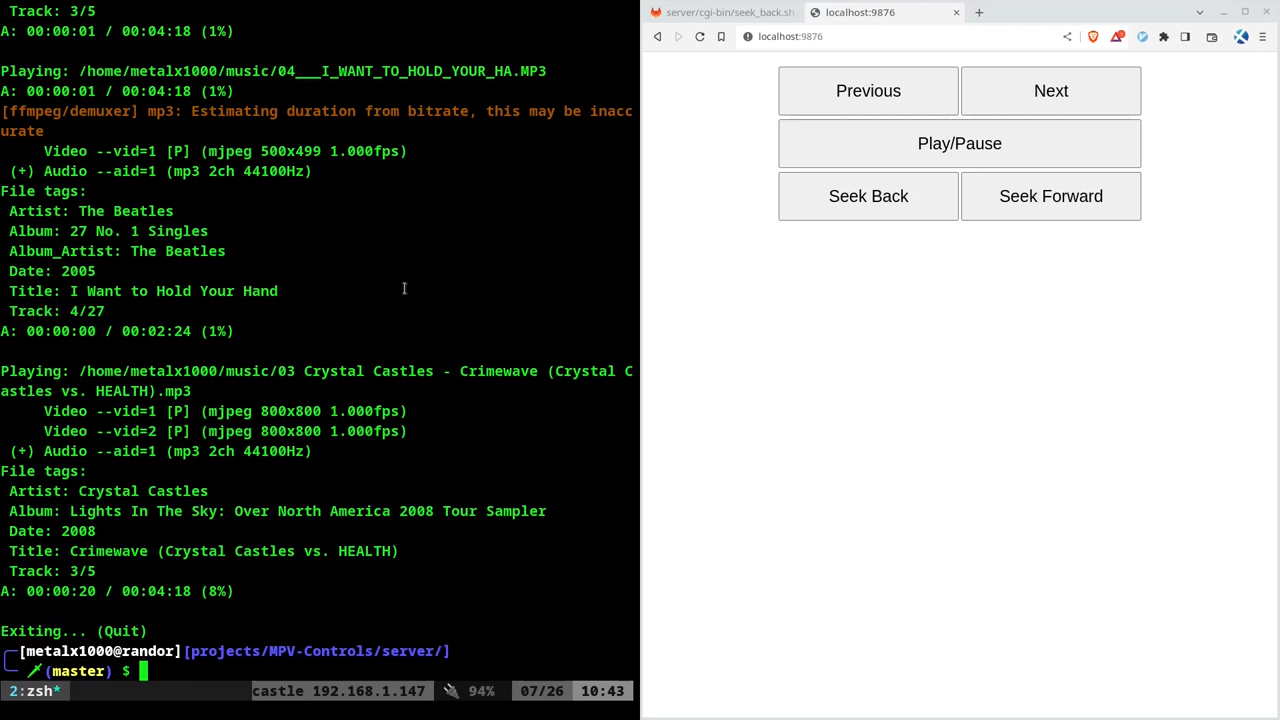 Track: 3/5
A: 00:00:01 / 00:04:18 (1%)
Playing: /home/metalx1000/music/04___I_WANT_TO_HOLD_YOUR_HA.MP3
A: 00:00:01 / 00:04:18 (1%)
[ffmpeg/demuxer] mp3: Estimating duration from bitrate, this may be inacc
urate
Video --vid=1 [P] (mjpeg 500x499 1.000fps)
(+) Audio --aid=1 (mp3 2ch 44100Hz)
File tags:
Artist: The Beatles
Album: 27 No. 1 Singles
Album_Artist: The Beatles
Date: 2005
Title: I Want to Hold Your Hand
Track: 4/27
A: 00:00:00 / 00:02:24 (1%)
Playing: /home/metalx1000/music/03 Crystal Castles - Crimewave (Crystal C
astles vs. HEALTH).mp3
Video --vid=1 [P] (mjpeg 800x800 1.000fps)
Video --vid=2 [P] (mjpeg 800x800 1.000fps)
(+) Audio --aid=1 (mp3 2ch 44100Hz)
File tags:
Artist: Crystal Castles
Album: Lights In The Sky: Over North America 2008 Tour Sampler
Date: 2008
Title: Crimewave (Crystal Castles vs. HEALTH)
Track: 3/5
A: 00:00:20 / 00:04:18 (8%)
Exiting... (Quit)
[metalx1000@randor][projects/MPV-Controls/server/]
(master) $
2:zsh* castle 192.168.1.147 94% 07/26 10:43
server/cgi-bin/seek_back.sh localhost:9876
localhost:9876
Previous Next
Play/Pause
Seek Back Seek Forward